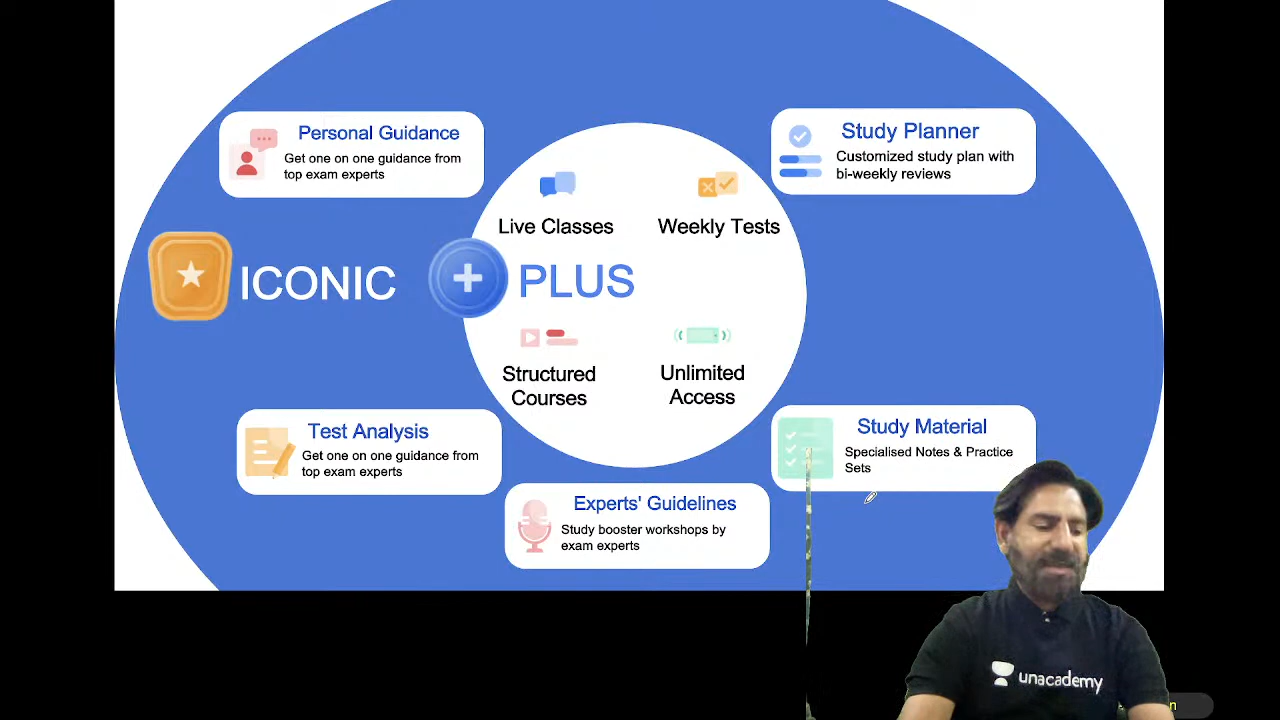 Personal Guidance
Get one on one guidance from
top exam experts
Study Planner
Customized study plan with
bi-weekly reviews
Live Classes
Weekly Tests
ICONIC
PLUS
Structured
Courses
Unlimited
Access
Test Analysis
Get one on one guidance from
top exam experts
Study Material
Specialised Notes & Practice
Sets
Experts' Guidelines
Study booster workshops by
exam experts
unacademy